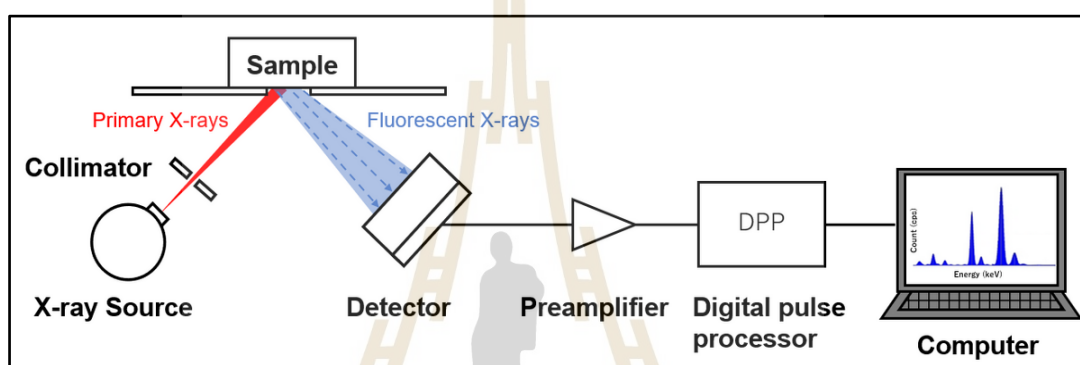 Sample
Primary X-rays
Fluorescent X-rays
Collimator
DPP
Count (cps)
Energy (keV)
X-ray Source
Detector
Preamplifier
Digital pulse
processor
Computer